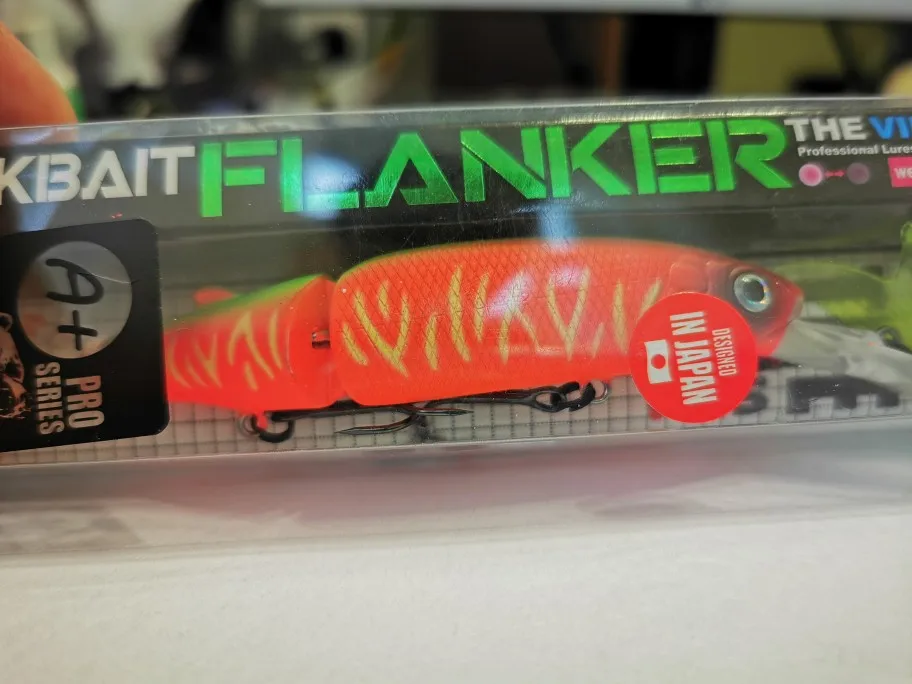 KBAIT FLANKER THE VI
Professional Lures
A+
PRO
SERIES
DESIGNED
IN JAPAN